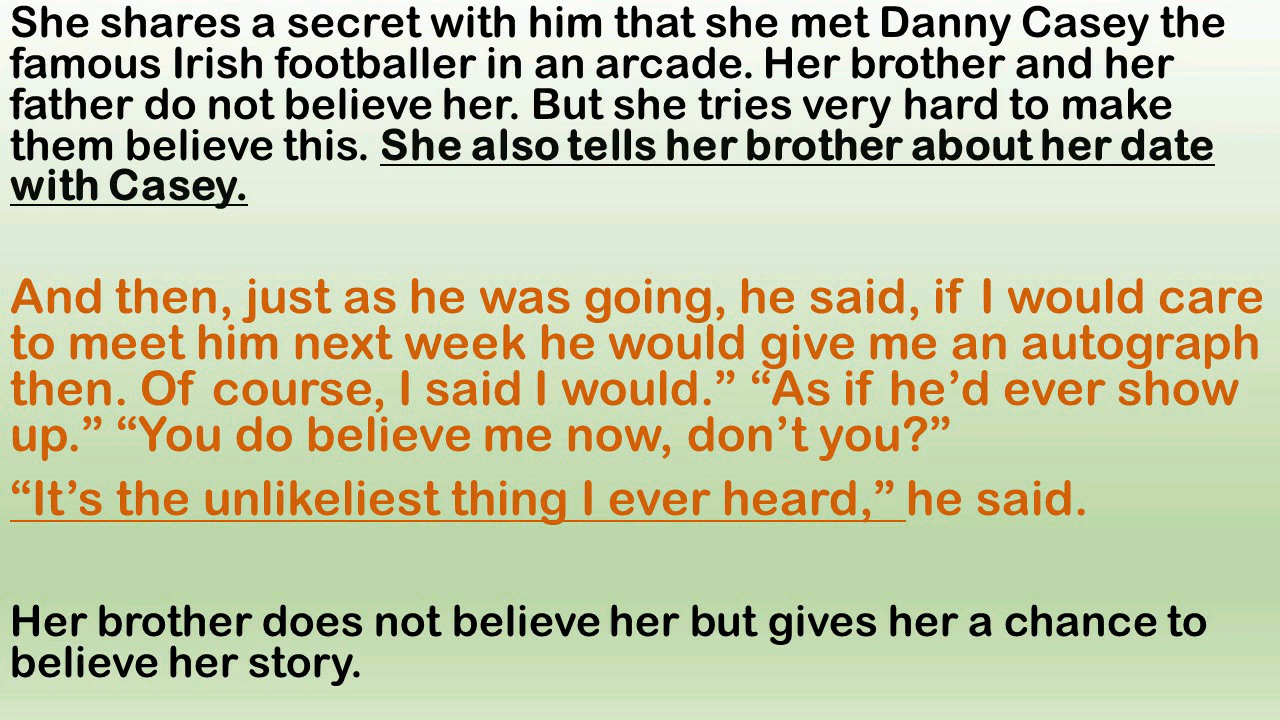 She shares a secret with him that she met Danny Casey the
famous Irish footballer in an arcade. Her brother and her
father do not believe her. But she tries very hard to make
them believe this. She also tells her brother about her date
with Casey.
And then, just as he was going, he said, if I would care
to meet him next week he would give me an autograph
then. Of course, I said I would.” “As if he’d ever show
up.” “You do believe me now, don’t you?”
“It’s the unlikeliest thing I ever heard,” he said.
Her brother does not believe her but gives her a chance to
believe her story.